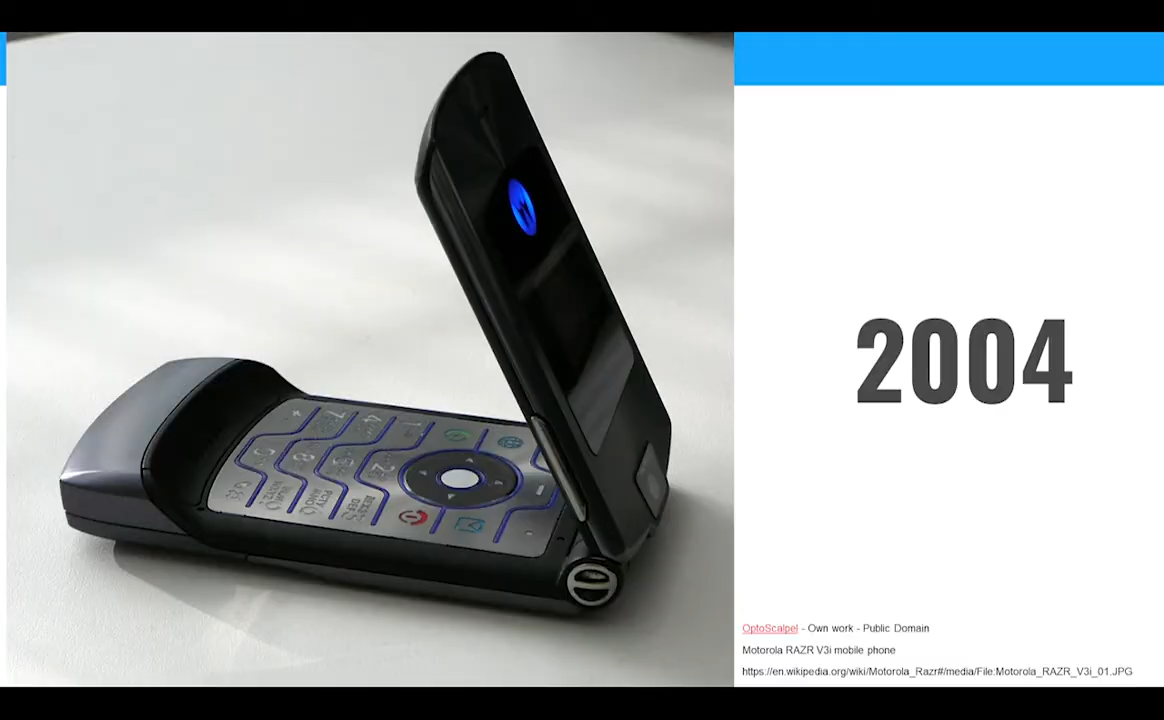 2004
OptoScalpel - Own work - Public Domain
Motorola RAZR V3i mobile phone
https://en.wikipedia.org/wiki/Motorola_Razr#/media/File:Motorola_RAZR_V3i_01.JPG